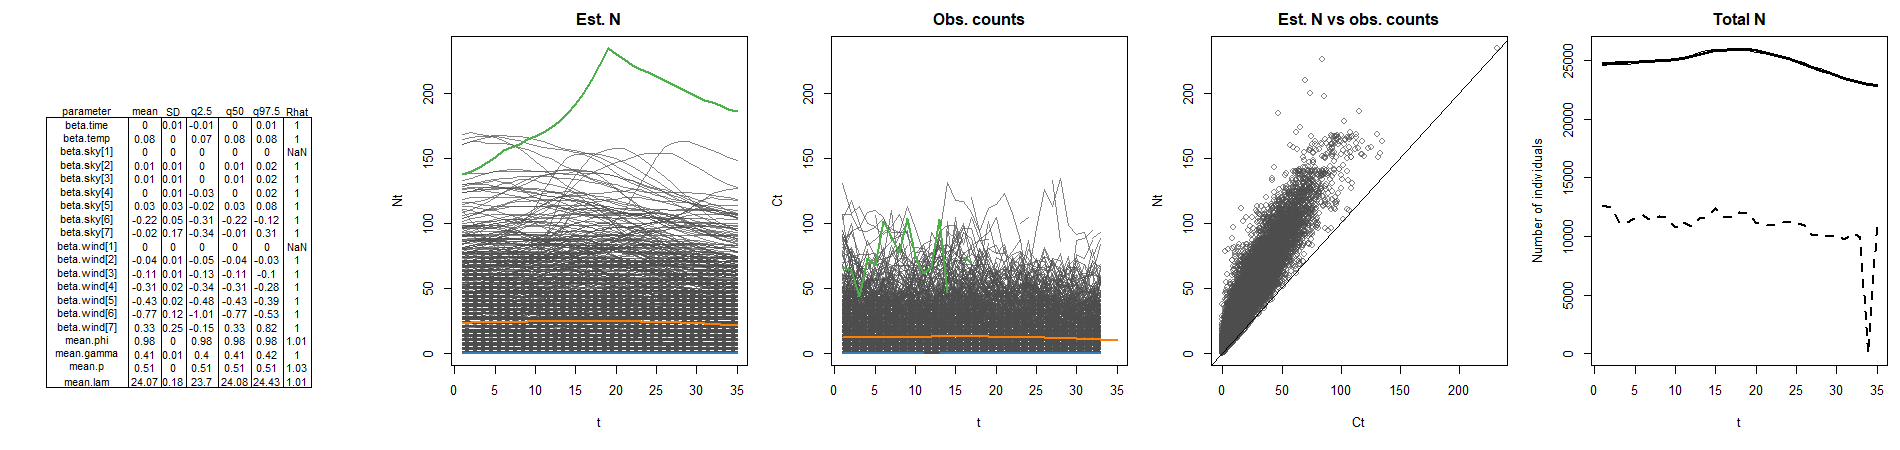 parameter mean SD q2.5 q50 q97.5 Rhat
beta.time 0 0.01 -0.01 0 0.01 1
beta.temp 0.08 0 0.07 0.08 0.08 1
beta.sky[1] 0 0 0 0 0 NaN
beta.sky[2] 0.01 0.01 0 0.01 0.02 1
beta.sky[3] 0.01 0.01 0 0.01 0.02 1
beta.sky[4] 0 0.01 -0.03 0 0.02 1
beta.sky[5] 0.03 0.03 -0.02 0.03 0.08 1
beta.sky[6] -0.22 0.05 -0.31 -0.22 -0.12 1
beta.sky[7] -0.02 0.17 -0.34 -0.01 0.31 1
beta.wind[1] 0 0 0 0 0 NaN
beta.wind[2] -0.04 0.01 -0.05 -0.04 -0.03 1
beta.wind[3] -0.11 0.01 -0.13 -0.11 -0.1 1
beta.wind[4] -0.31 0.02 -0.34 -0.31 -0.28 1
beta.wind[5] -0.43 0.02 -0.48 -0.43 -0.39 1
beta.wind[6] -0.77 0.12 -1.01 -0.77 -0.53 1
beta.wind[7] 0.33 0.25 -0.15 0.33 0.82 1
mean.phi 0.98 0 0.98 0.98 0.98 1.01
mean.gamma 0.41 0.01 0.4 0.41 0.42 1
mean.p 0.51 0 0.51 0.51 0.51 1.03
mean.lam 24.07 0.18 23.7 24.08 24.43 1.01
Est. N
Nt
200
150
100
50
0
0 5 10 15 20 25 30 35
t
Obs. counts
Ct
200
150
100
50
0
0 5 10 15 20 25 30 35
t
Est. N vs obs. counts
Nt
200
150
100
50
0
0 50 100 150 200
Ct
Total N
Number of individuals
25000
20000
15000
10000
5000
0
0 5 10 15 20 25 30 35
t